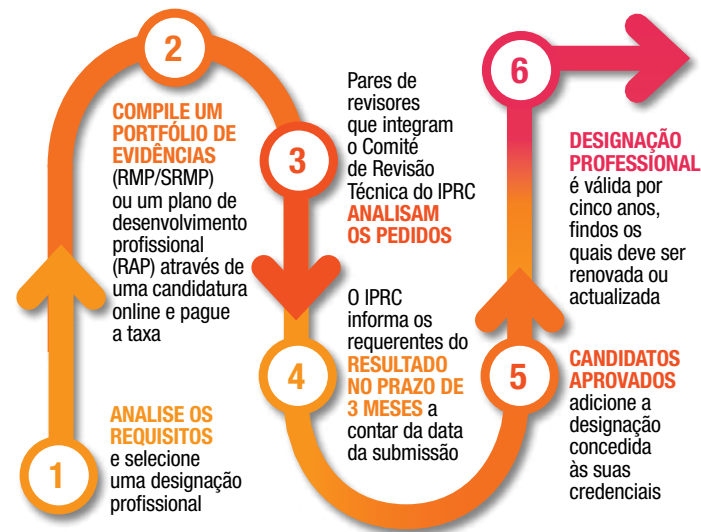 1
ANALISE OS
REQUISITOS
e selecione
uma designação
profissional
2
COMPILE UM
PORTFÓLIO DE
EVIDÊNCIAS
(RMP/SRMP)
ou um plano de
desenvolvimento
profissional
(RAP) através de
uma candidatura
online e pague
a taxa
3
Pares de
revisores
que integram
o Comité
de Revisão
Técnica do IPRC
ANALISAM
OS PEDIDOS
4
O IPRC
informa os
requerentes do
RESULTADO
NO PRAZO DE
3 MESES a
contar da data
da submissão
5
CANDIDATOS
APROVADOS
adicione a
designação
concedida
às suas
credenciais
6
DESIGNAÇÃO
PROFESSIONAL
é válida por
cinco anos,
findos os
quais deve ser
renovada ou
actualizada